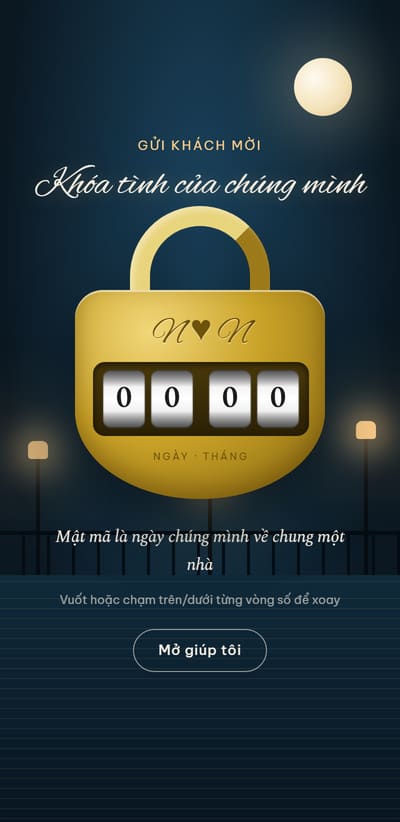 GỬI KHÁCH MỜI
Khóa tình của chúng mình
N♥N
0 0 0 0
NGÀY · THÁNG
Mật mã là ngày chúng mình về chung một
nhà
Vuốt hoặc chạm trên/dưới từng vòng số để xoay
Mở giúp tôi